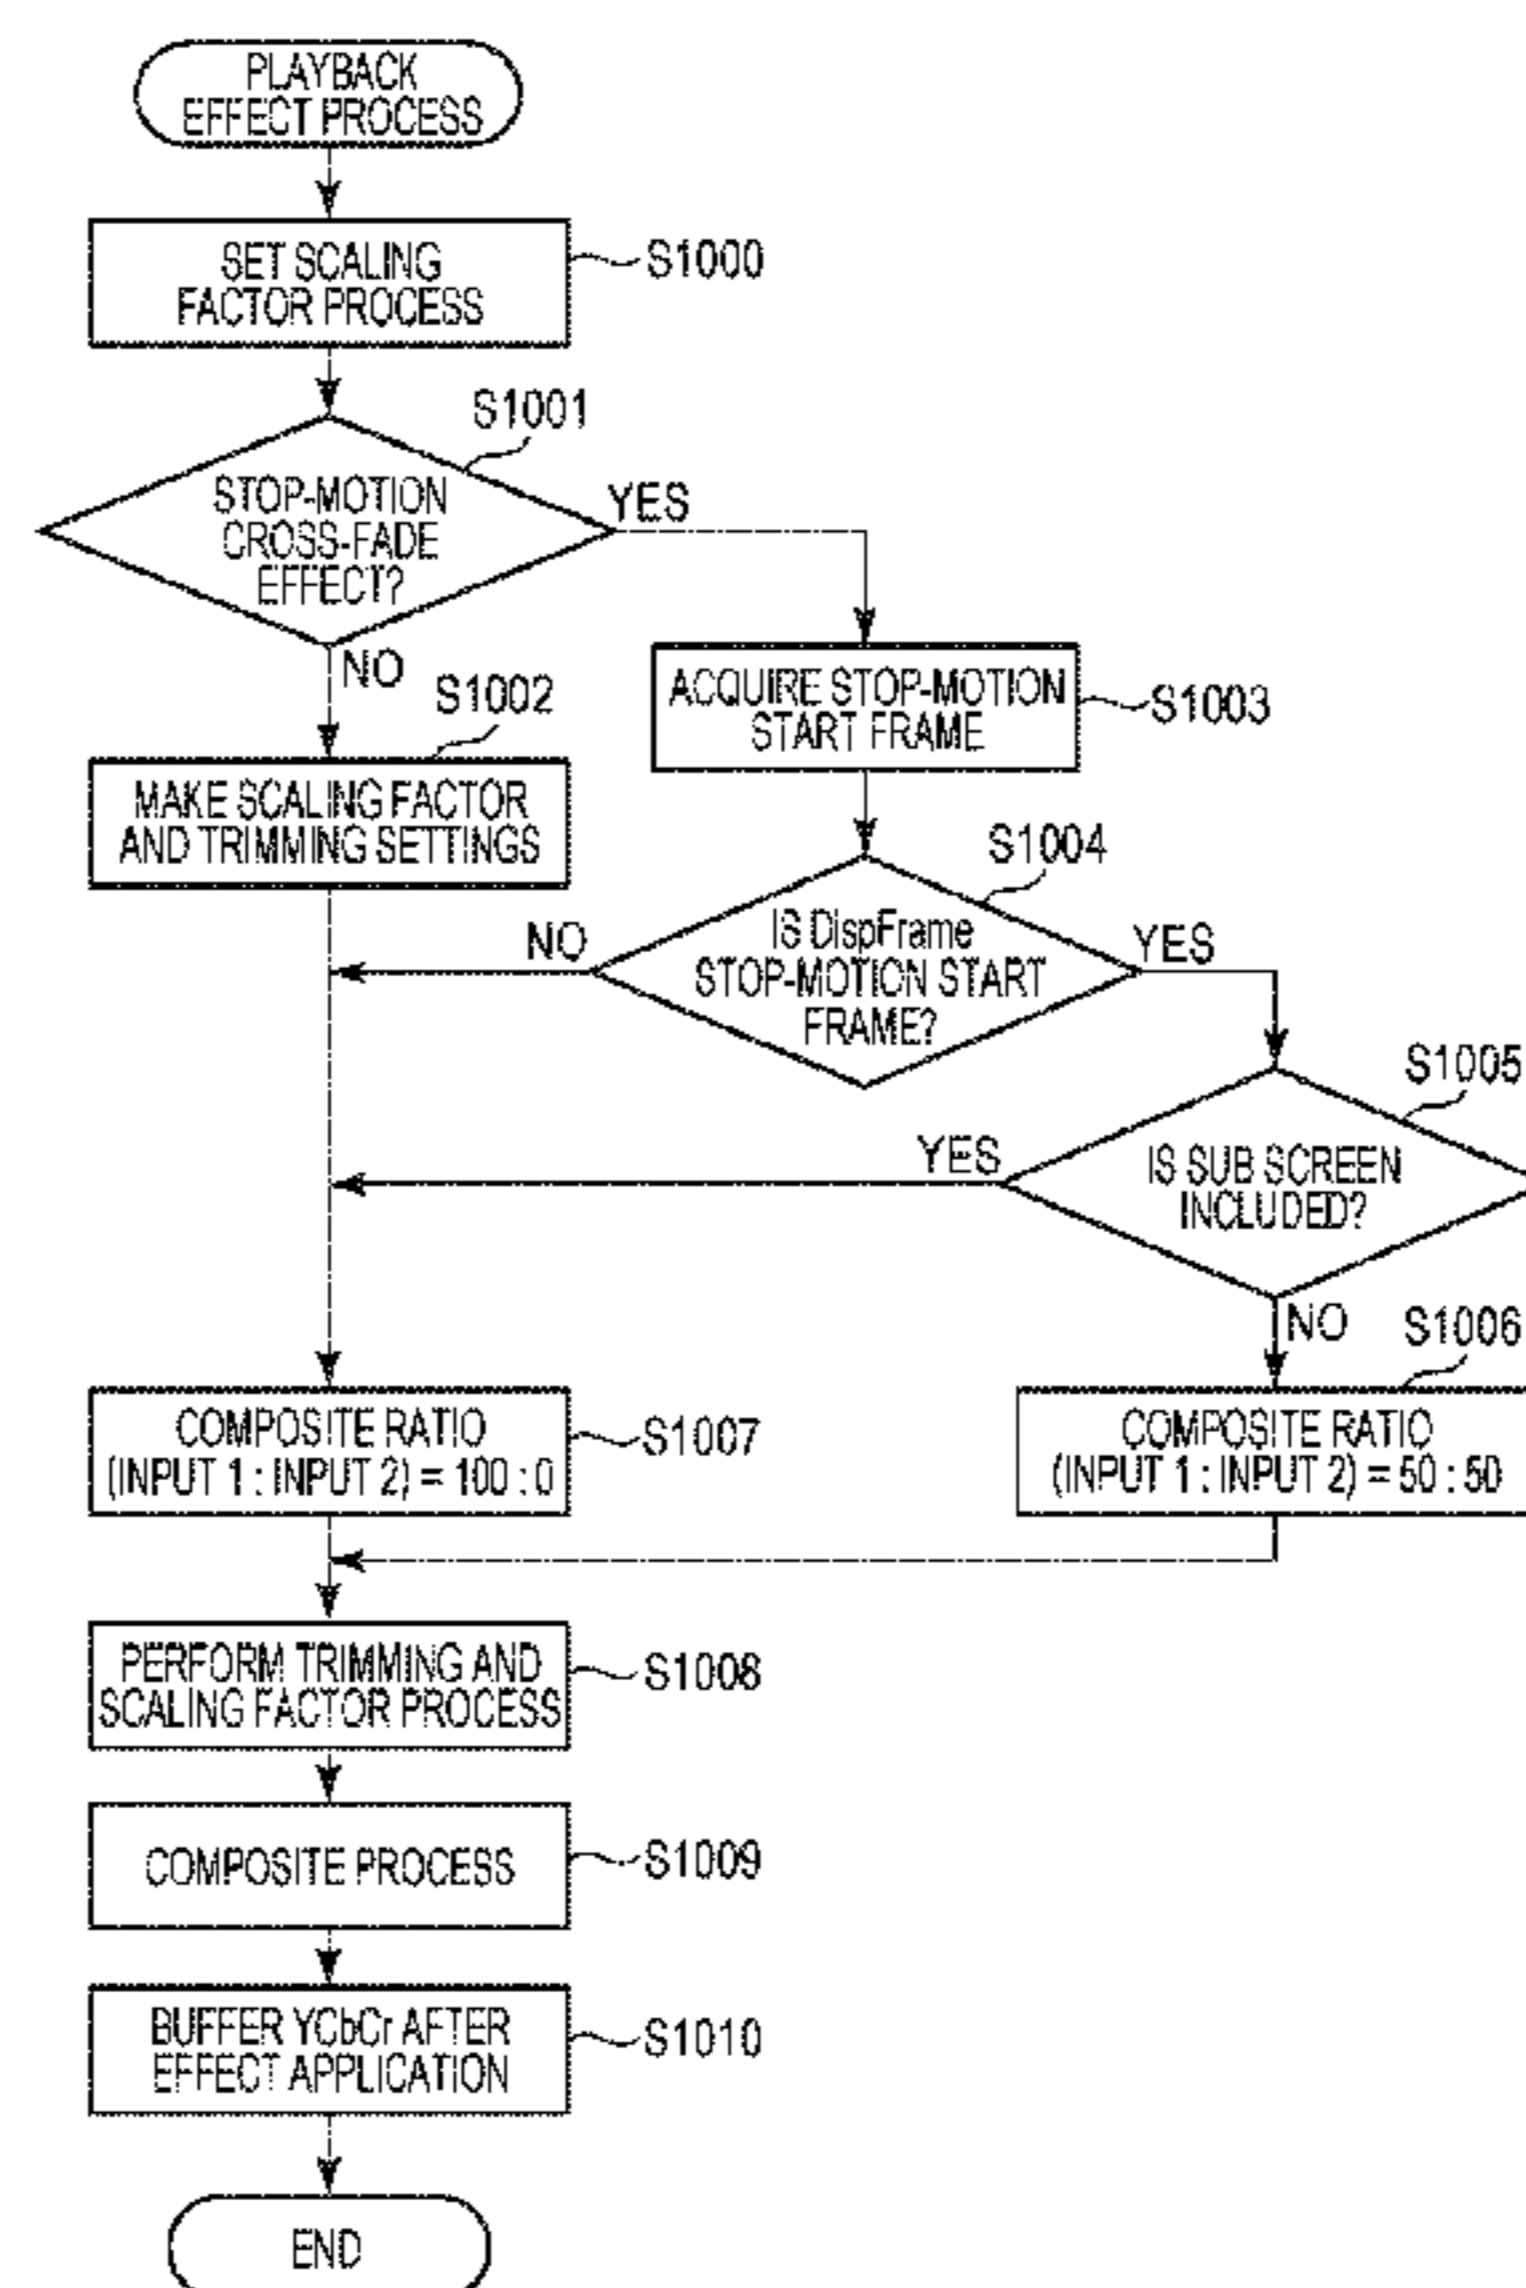 PLAYBACK
EFFECT PROCESS
SET SCALING
FACTOR PROCESS
S1000
S1001
STOP-MOTION
CROSS-FADE
EFFECT?
YES
NO
S1002
MAKE SCALING FACTOR
AND TRIMMING SETTINGS
ACQUIRE STOP-MOTION
START FRAME
S1003
S1004
IS DispFrame
STOP-MOTION START
FRAME?
NO
YES
S1005
IS SUB SCREEN
INCLUDED?
YES
NO
S1006
COMPOSITE RATIO
(INPUT 1 : INPUT 2) = 50 : 50
COMPOSITE RATIO
(INPUT 1 : INPUT 2) = 100 : 0
S1007
PERFORM TRIMMING AND
SCALING FACTOR PROCESS
S1008
COMPOSITE PROCESS
S1009
BUFFER YCbCr AFTER
EFFECT APPLICATION
S1010
END